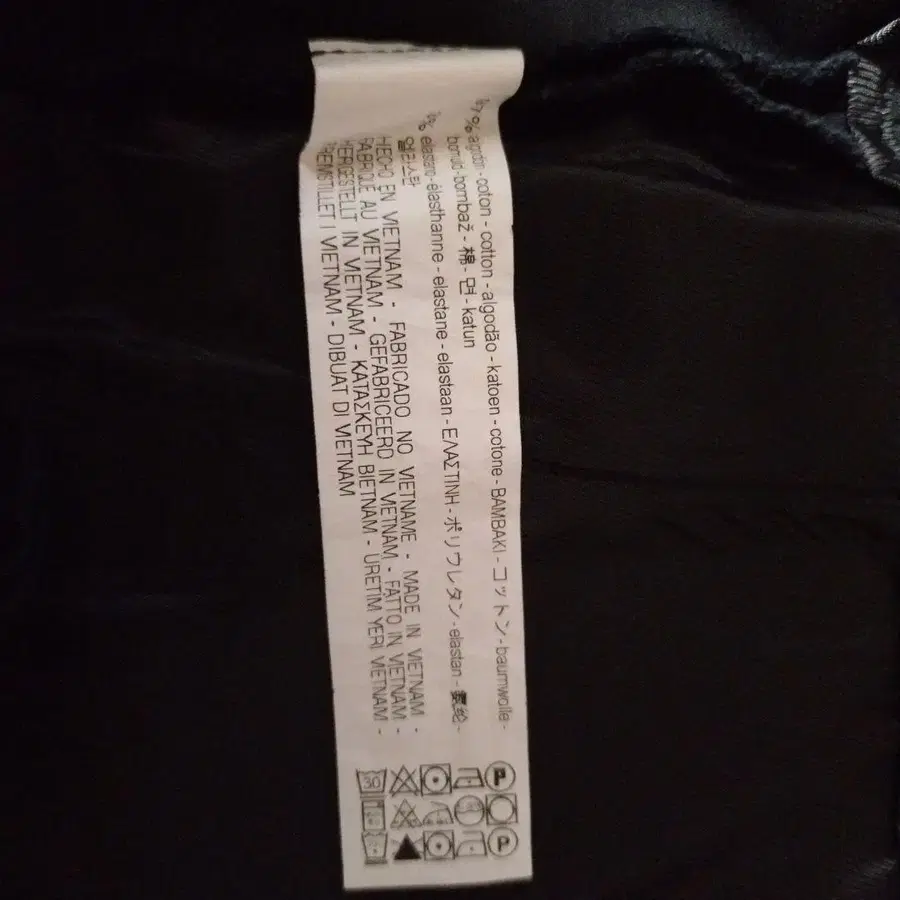 % algodón - coton - cotton - algodão - katoen - cotone - BAMBAKI - コットン - baumwolle -
bomuld - bombaž - 棉 - 면 - katun
% elastano - élasthanne - elastane - elastaan - ΕΛΑΣΤΙΝΗ - ポリウレタン - elastan - 氨纶 -
엘라스탄
HECHO EN VIETNAM - FABRICADO NO VIETNAME - MADE IN VIETNAM -
FABRIQUÉ AU VIETNAM - GEFABRICEERD IN VIETNAM - FATTO IN VIETNAM -
HERGESTELLT IN VIETNAM - ΚΑΤΑΣΚΕΥΗ ΒΙΕΤΝΑΜ - ÜRETİM YERİ VIETNAM -
FREMSTILLET I VIETNAM - DIBUAT DI VIETNAM
P
30
P